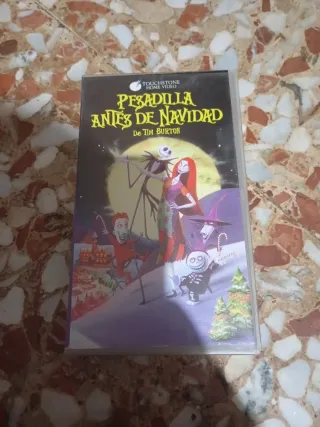 TOUCHSTONE
HOME VIDEO
PESADILLA
ANTES DE NAVIDAD
DE TIM BURTON